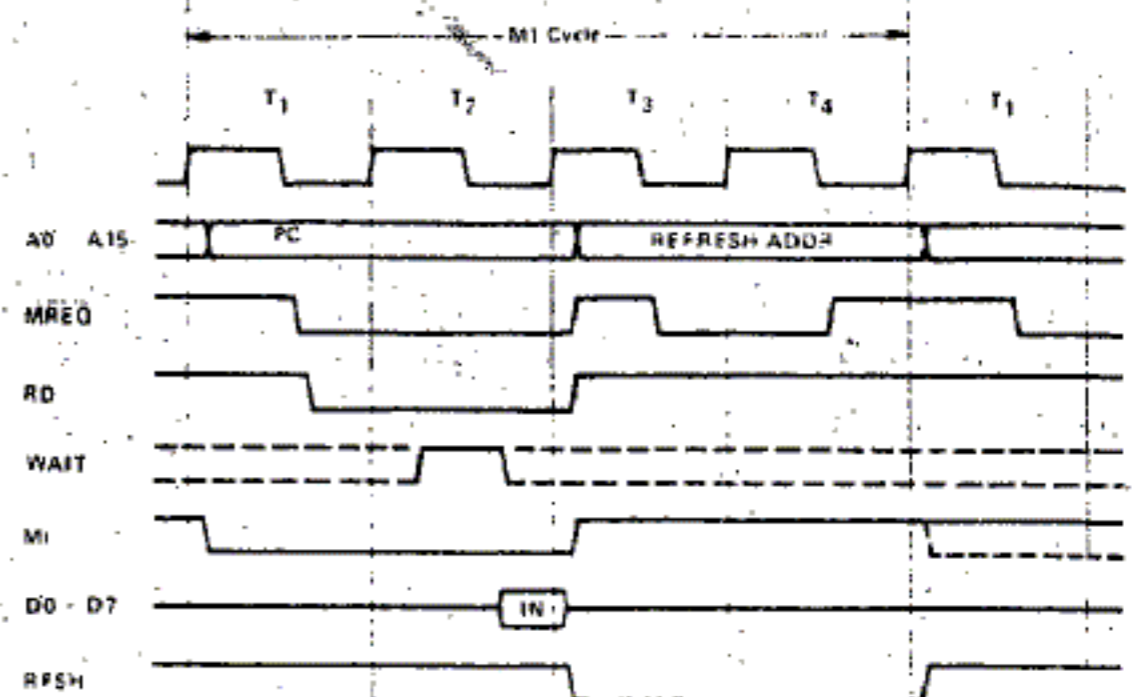 M1 Cycle
T1 T2 T3 T4 T1
A0 A15
PC
REFRESH ADDR
MREQ
RD
WAIT
M1
D0 - D7
IN
RFSH